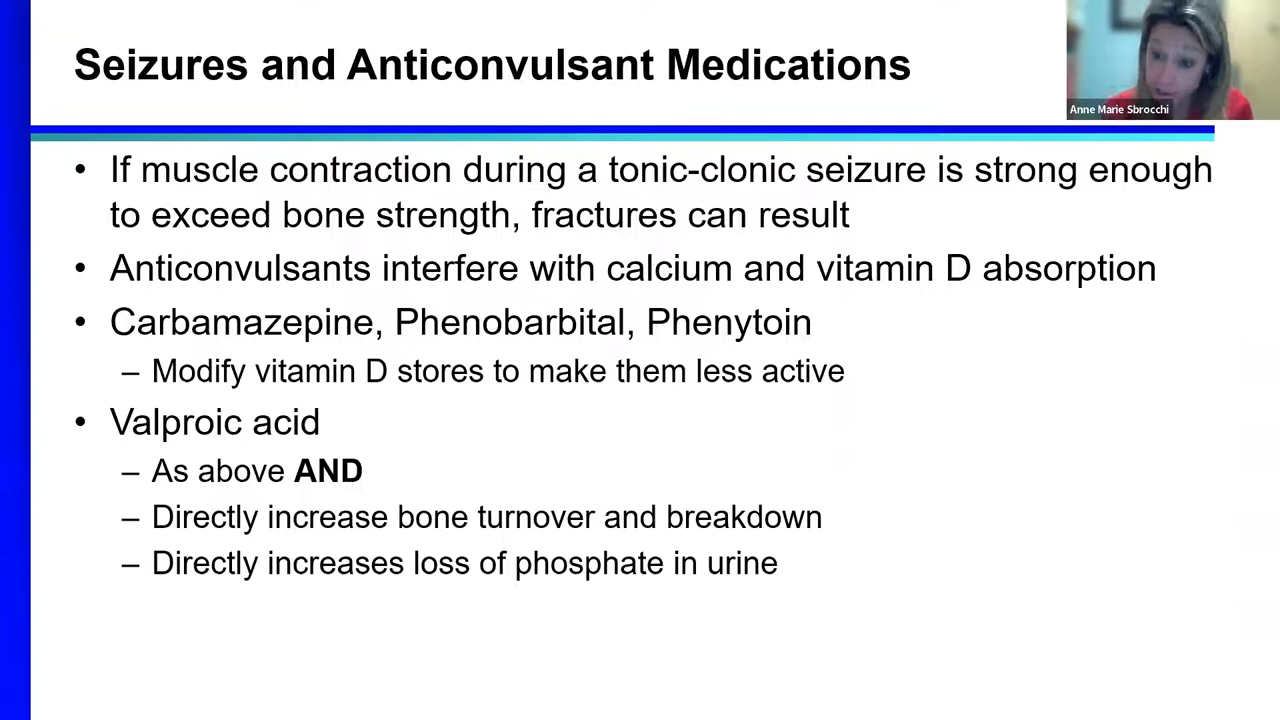 Seizures and Anticonvulsant Medications
Anne Marie Sbrocchi
• If muscle contraction during a tonic-clonic seizure is strong enough
to exceed bone strength, fractures can result
• Anticonvulsants interfere with calcium and vitamin D absorption
• Carbamazepine, Phenobarbital, Phenytoin
– Modify vitamin D stores to make them less active
• Valproic acid
– As above AND
– Directly increase bone turnover and breakdown
– Directly increases loss of phosphate in urine